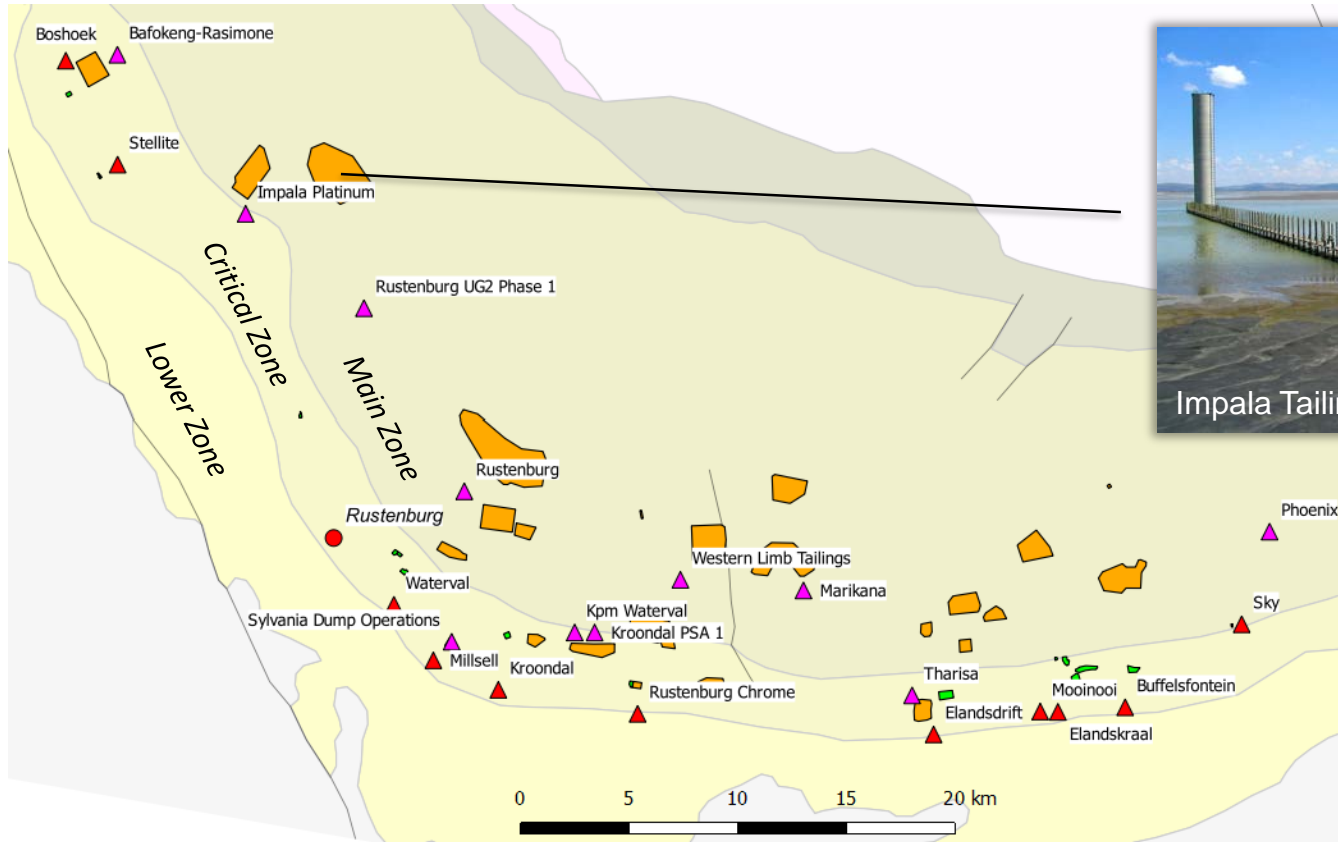 Boshoek
Bafokeng-Rasimone
Stellite
Impala Platinum
Critical Zone
Rustenburg UG2 Phase 1
Lower Zone
Main Zone
Impala
Rustenburg
Rustenburg
Phoenix
Western Limb Tailings
Waterval
Marikana
Sylvania Dump Operations
Kpm Waterval
Sky
Kroondal PSA 1
Millsell
Kroondal
Tharisa
Rustenburg Chrome
Mooinooi
Buffelsfontein
Elandsdrift
Elandskraal
0 5 10 15 20 km